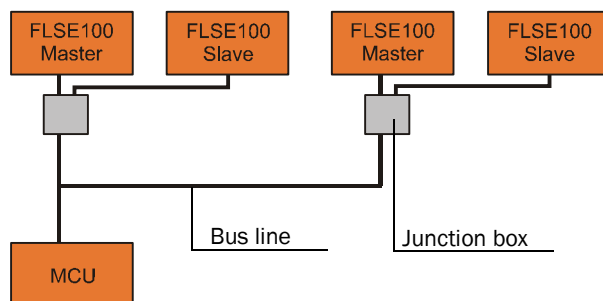 FLSE100
Master
FLSE100
Slave
FLSE100
Master
FLSE100
Slave
Bus line
Junction box
MCU